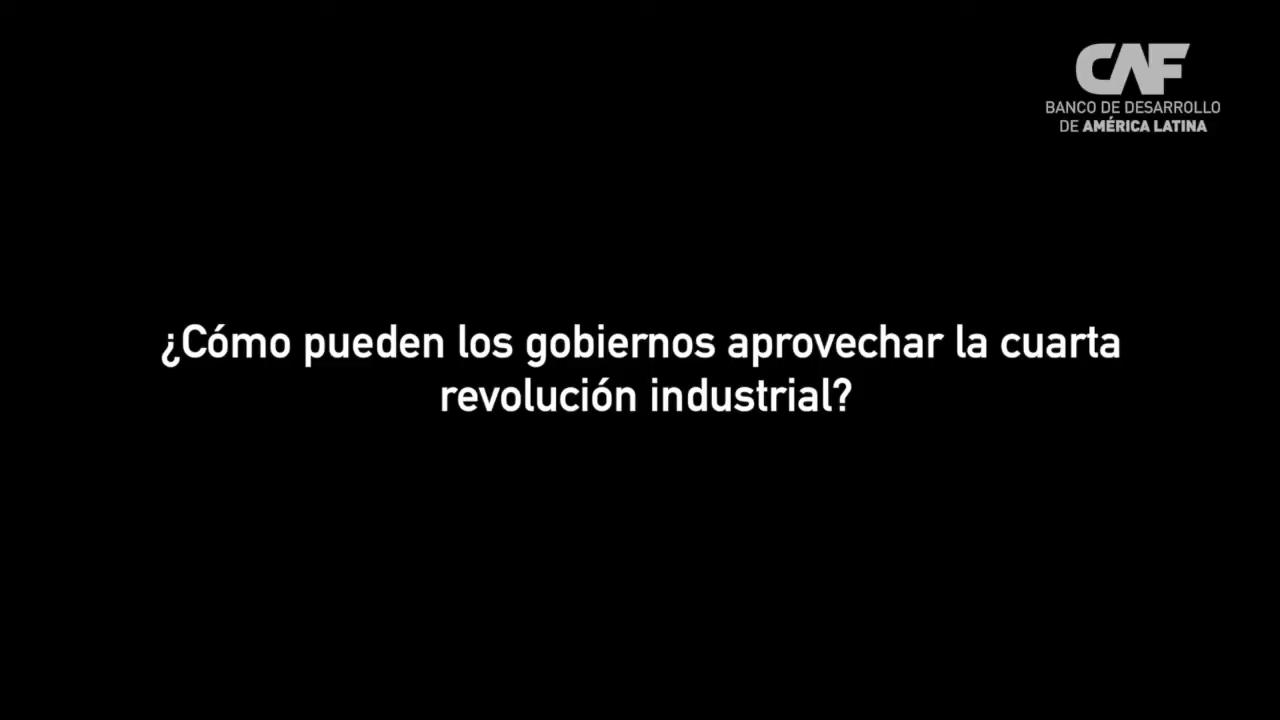 CAF
BANCO DE DESARROLLO
DE AMÉRICA LATINA
¿Cómo pueden los gobiernos aprovechar la cuarta
revolución industrial?